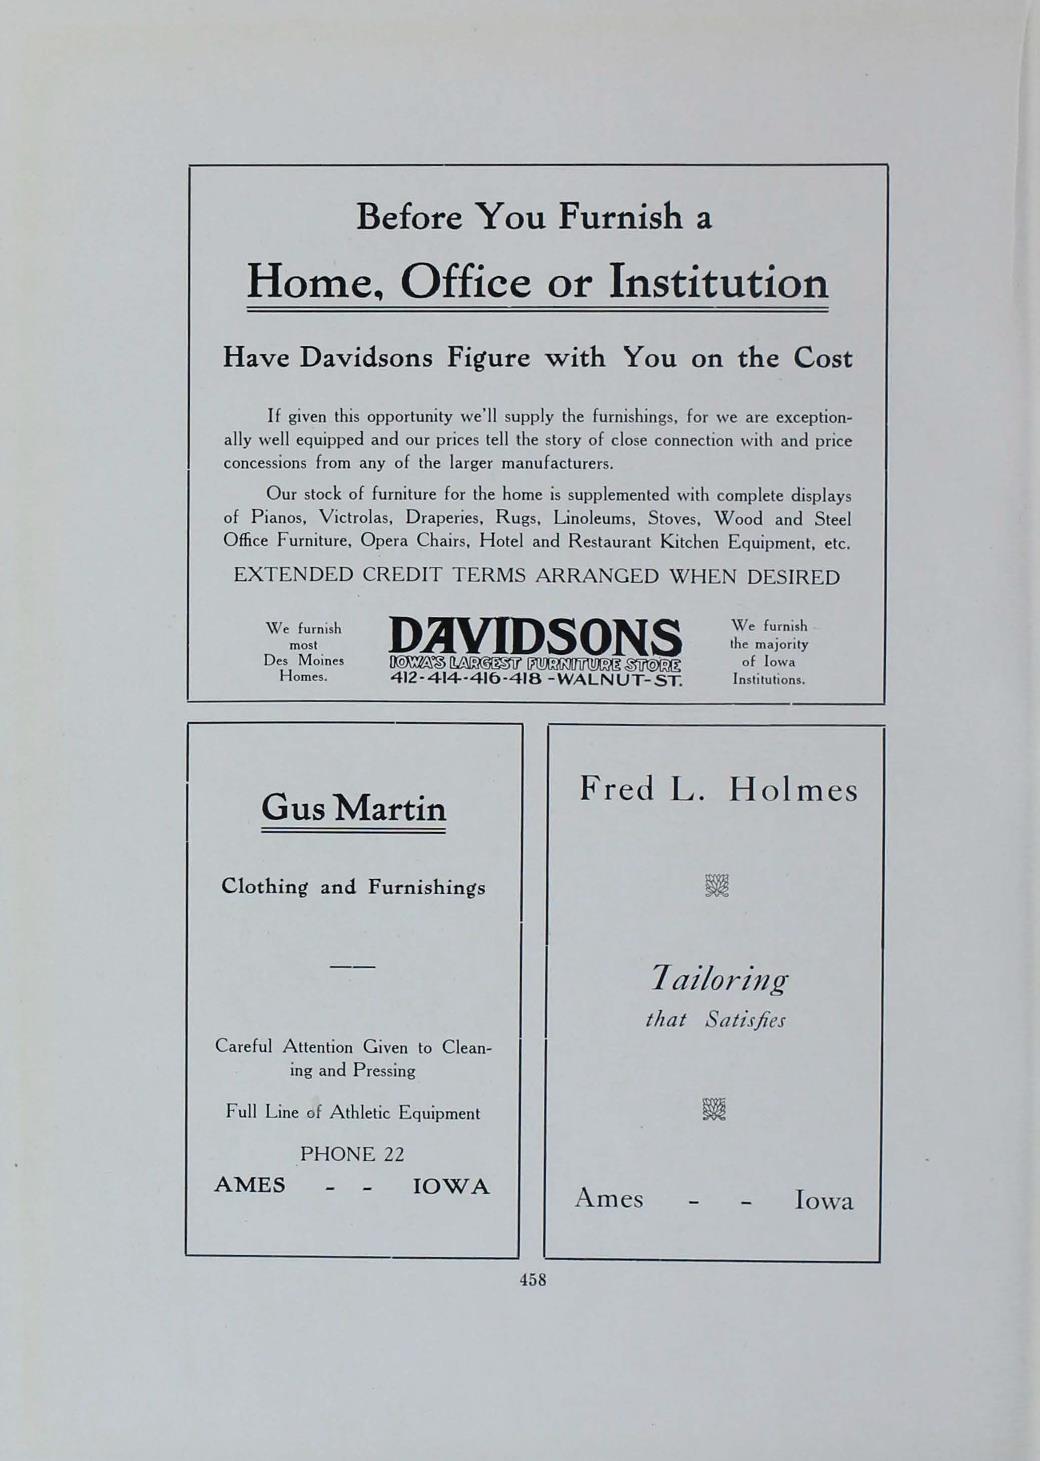 Before You Furnish a
Home, Office or Institution
Have Davidsons Figure with You on the Cost
If given this opportunity we'll supply the furnishings, for we are exception-
ally well equipped and our prices tell the story of close connection with and price
concessions from any of the larger manufacturers.
Our stock of furniture for the home is supplemented with complete displays
of Pianos, Victrolas, Draperies, Rugs, Linoleums, Stoves, Wood and Steel
Office Furniture, Opera Chairs, Hotel and Restaurant Kitchen Equipment, etc.
EXTENDED CREDIT TERMS ARRANGED WHEN DESIRED
We furnish
most
Des Moines
Homes.
DAVIDSONS
IOWA'S LARGEST FURNITURE STORE
412-414-416-418-WALNUT-ST.
We furnish
the majority
of Iowa
Institutions.
Gus Martin
Clothing and Furnishings
Careful Attention Given to Clean-
ing and Pressing
Full Line of Athletic Equipment
PHONE 22
AMES - - IOWA
Fred L. Holmes
Tailoring
that Satisfies
Ames - - Iowa
458